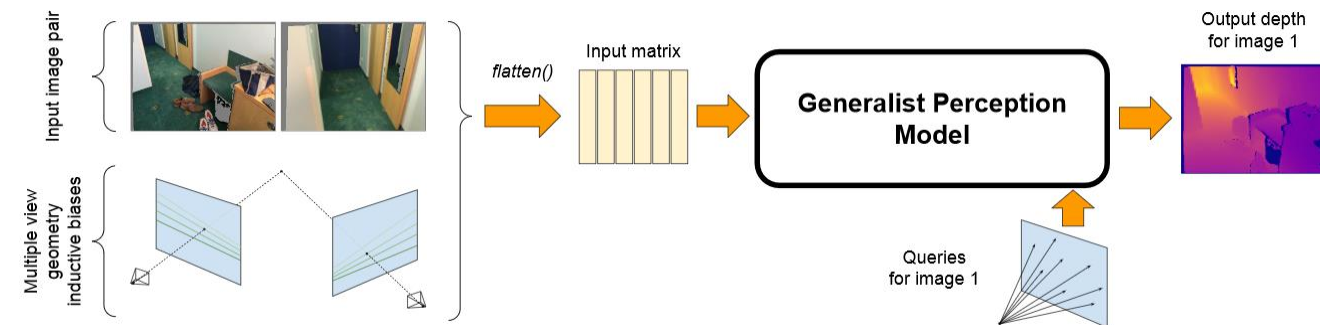 Input image pair
Multiple view
geometry
inductive biases
flatten()
Input matrix
Generalist Perception
Model
Queries
for image 1
Output depth
for image 1